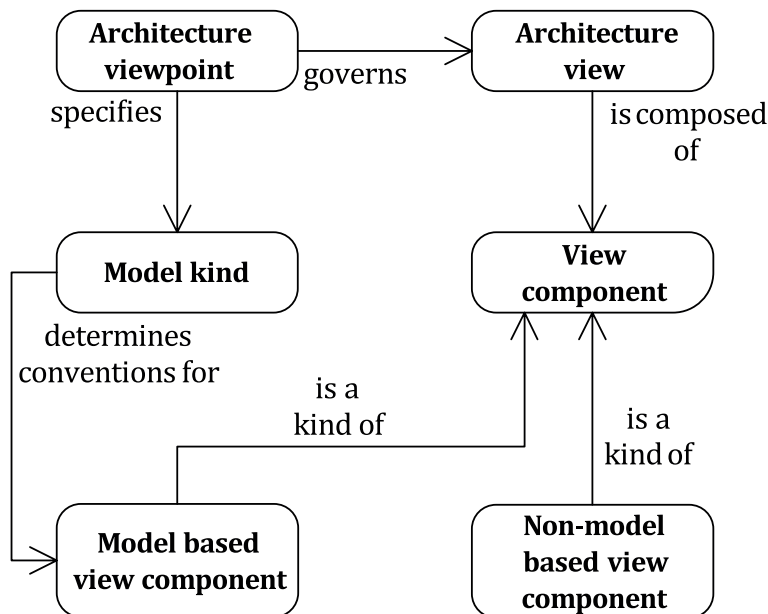 Architecture
viewpoint
governs
Architecture
view
specifies
is composed
of
Model kind
View
component
determines
conventions for
is a
kind of
is a
kind of
Model based
view component
Non-model
based view
component